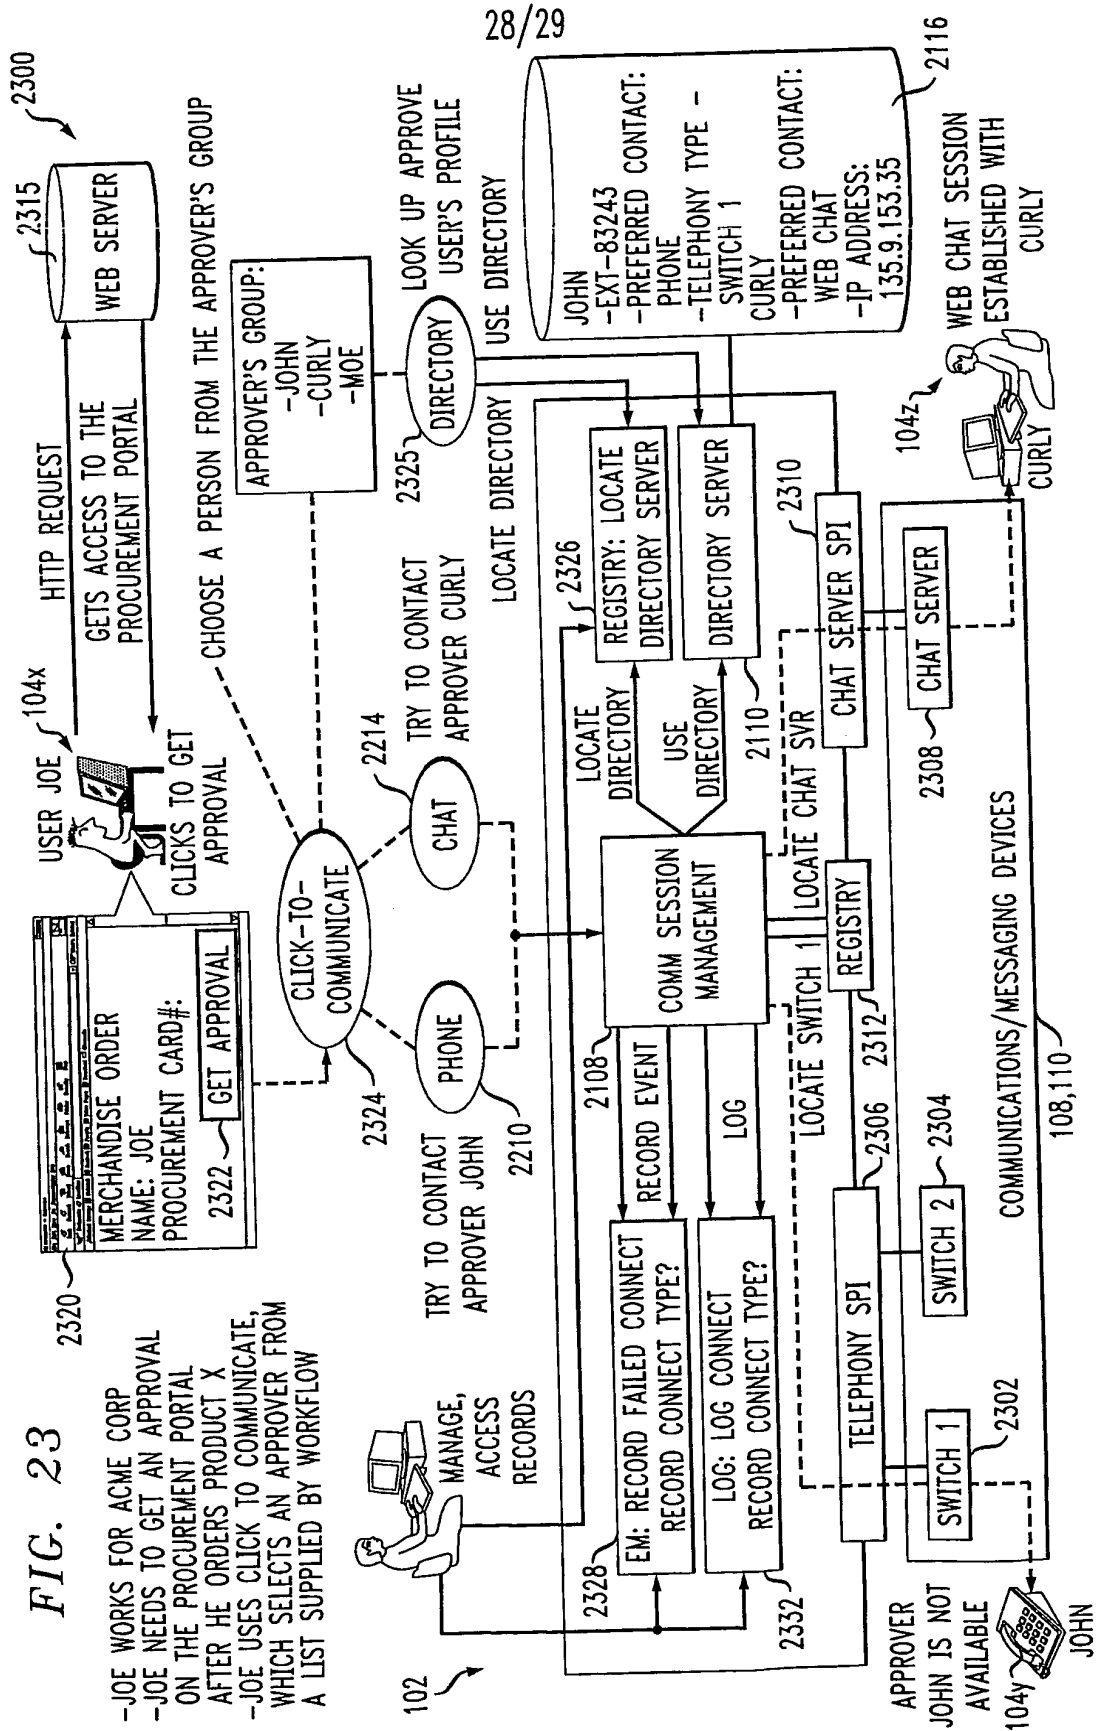 28/29
FIG. 23
-JOE WORKS FOR ACME CORP
-JOE NEEDS TO GET AN APPROVAL
ON THE PROCUREMENT PORTAL
AFTER HE ORDERS PRODUCT X
-JOE USES CLICK TO COMMUNICATE,
WHICH SELECTS AN APPROVER FROM
A LIST SUPPLIED BY WORKFLOW
2320
MERCHANDISE ORDER
NAME: JOE
PROCUREMENT CARD#:
2322
GET APPROVAL
USER JOE
104x
CLICKS TO GET
APPROVAL
HTTP REQUEST
GETS ACCESS TO THE
PROCUREMENT PORTAL
2315
WEB SERVER
2300
CLICK-TO-
COMMUNICATE
2324
CHOOSE A PERSON FROM THE APPROVER'S GROUP
APPROVER'S GROUP:
-JOHN
-CURLY
-MOE
TRY TO CONTACT
APPROVER JOHN
PHONE
2210
CHAT
2214
TRY TO CONTACT
APPROVER CURLY
2325
DIRECTORY
LOOK UP APPROVE
USER'S PROFILE
LOCATE DIRECTORY
USE DIRECTORY
MANAGE,
ACCESS
RECORDS
102
2328
EM: RECORD FAILED CONNECT
RECORD CONNECT TYPE?
2332
LOG: LOG CONNECT
RECORD CONNECT TYPE?
RECORD EVENT
LOG
2108
COMM SESSION
MANAGEMENT
LOCATE
DIRECTORY
USE
DIRECTORY
2326
REGISTRY: LOCATE
DIRECTORY SERVER
DIRECTORY SERVER
2110
JOHN
-EXT-83243
-PREFERRED CONTACT:
PHONE
-TELEPHONY TYPE -
SWITCH 1
CURLY
-PREFERRED CONTACT:
WEB CHAT
-IP ADDRESS:
135.9.153.35
2116
LOCATE SWITCH 1
LOCATE CHAT SVR
TELEPHONY SPI
2306
REGISTRY
2312
CHAT SERVER SPI
2310
SWITCH 1
2302
SWITCH 2
2304
CHAT SERVER
2308
COMMUNICATIONS/MESSAGING DEVICES
108,110
APPROVER
JOHN IS NOT
AVAILABLE
104y
JOHN
104z
CURLY
WEB CHAT SESSION
ESTABLISHED WITH
CURLY